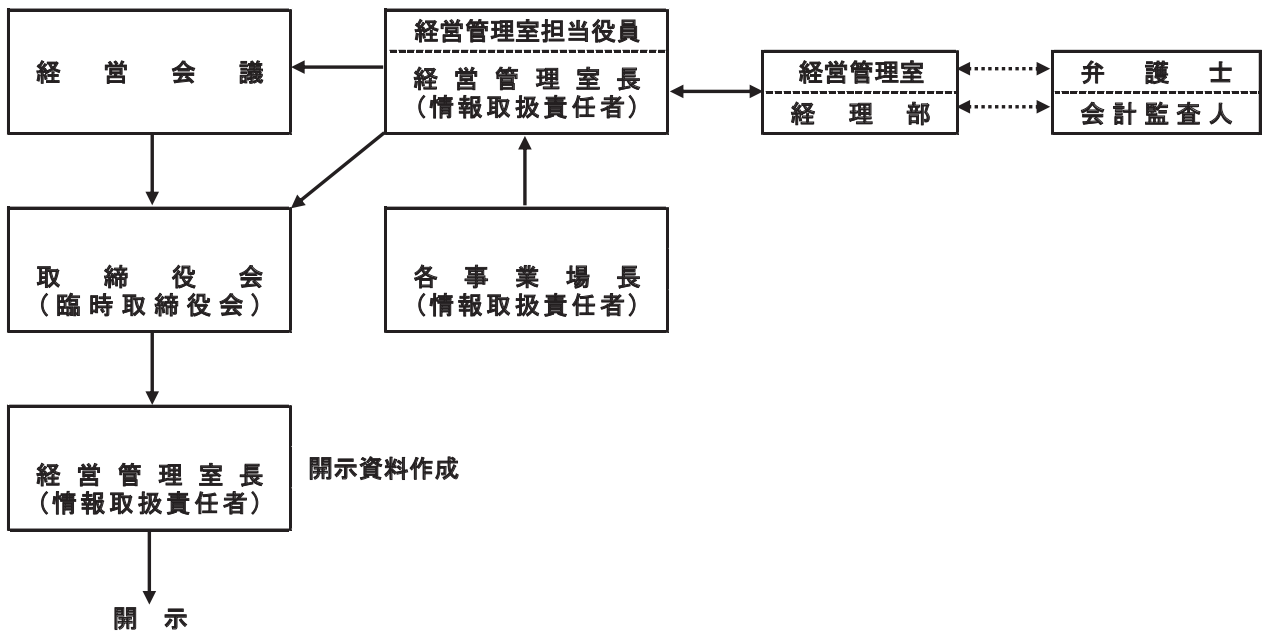 経営会議
経営管理室担当役員
経営管理室長
（情報取扱責任者）
経営管理室
経理部
弁護士
会計監査人
取締役会
（臨時取締役会）
各事業場長
（情報取扱責任者）
経営管理室長
（情報取扱責任者）
開示資料作成
開示